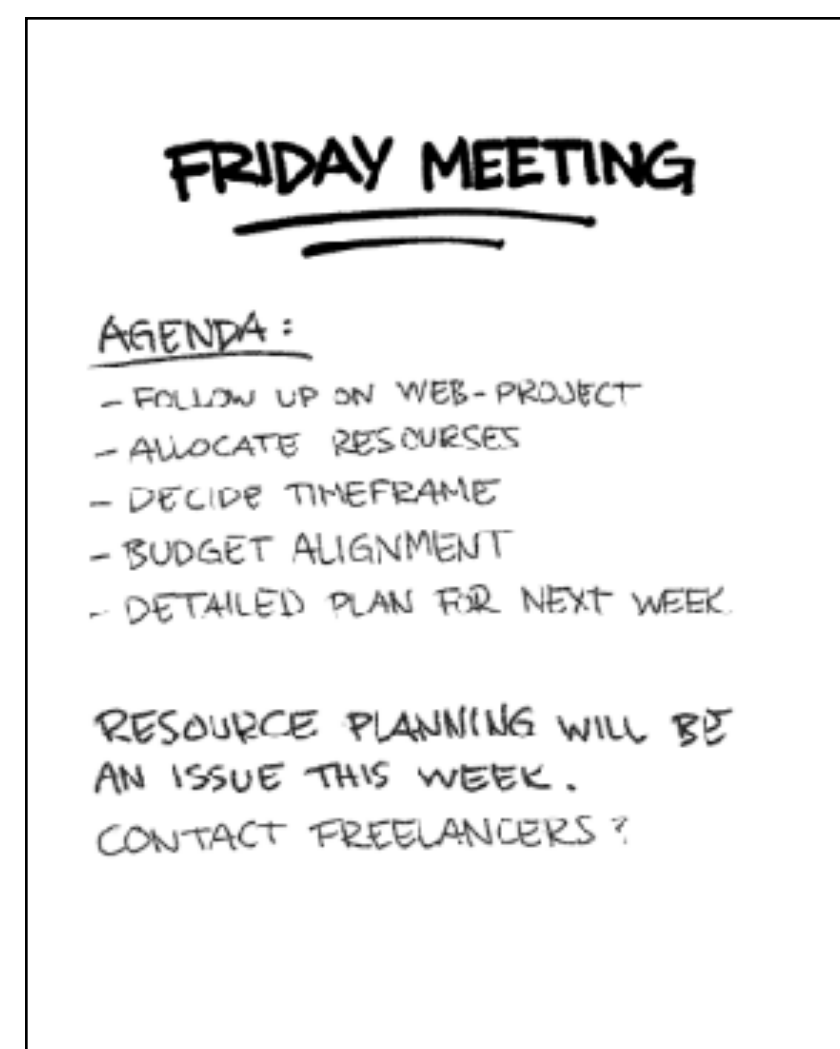 FRIDAY MEETING
AGENDA:
- FOLLOW UP ON WEB-PROJECT
- ALLOCATE RESOURSES
- DECIDE TIMEFRAME
- BUDGET ALIGNMENT
- DETAILED PLAN FOR NEXT WEEK.
RESOURCE PLANNING WILL BE
AN ISSUE THIS WEEK.
CONTACT FREELANCERS?